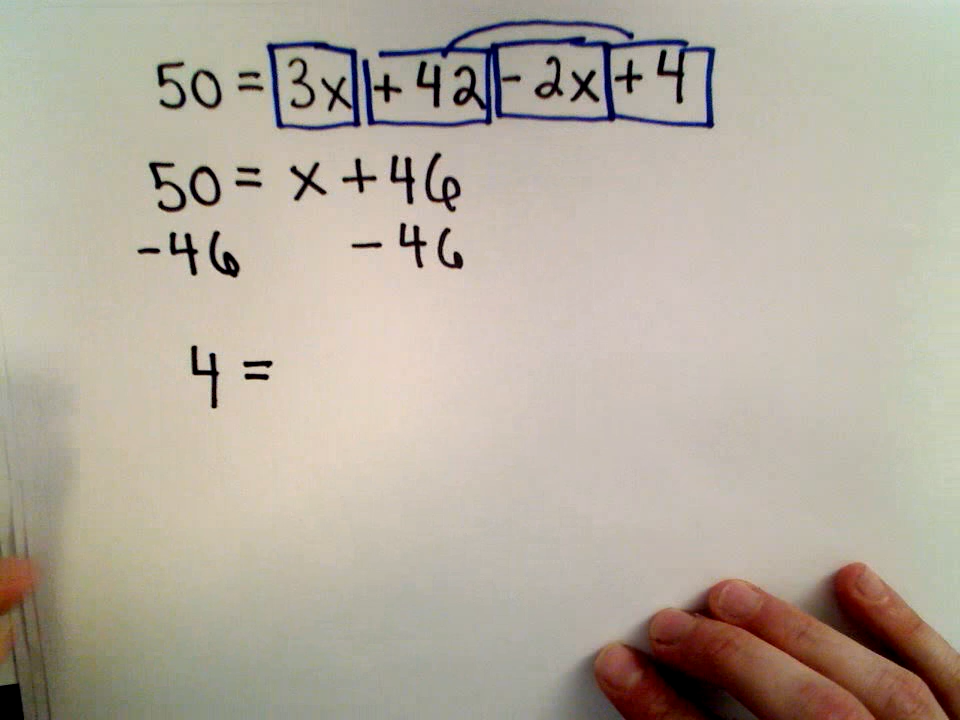 50 = 3x + 42 - 2x + 4
50 = x + 46
-46 - 46
4 =